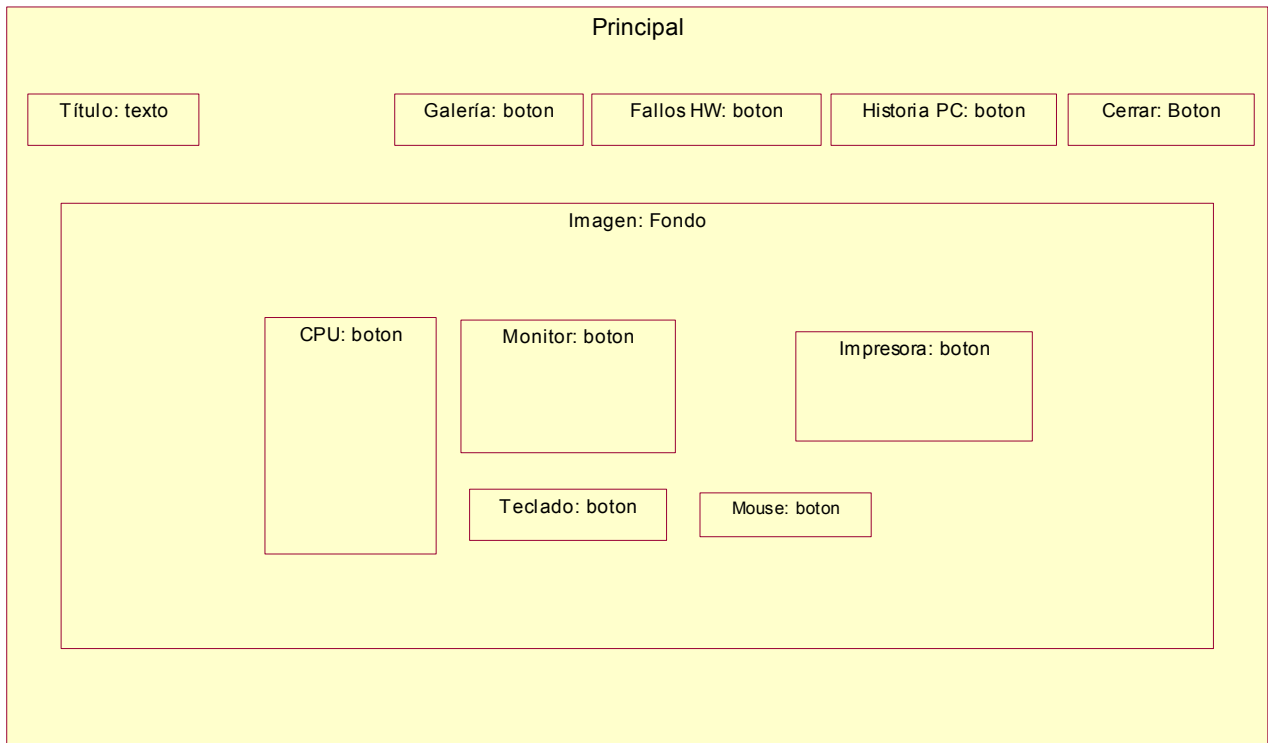 Principal
Título: texto
Galería: boton
Fallos HW: boton
Historia PC: boton
Cerrar: Boton
Imagen: Fondo
CPU: boton
Monitor: boton
Impresora: boton
Teclado: boton
Mouse: boton